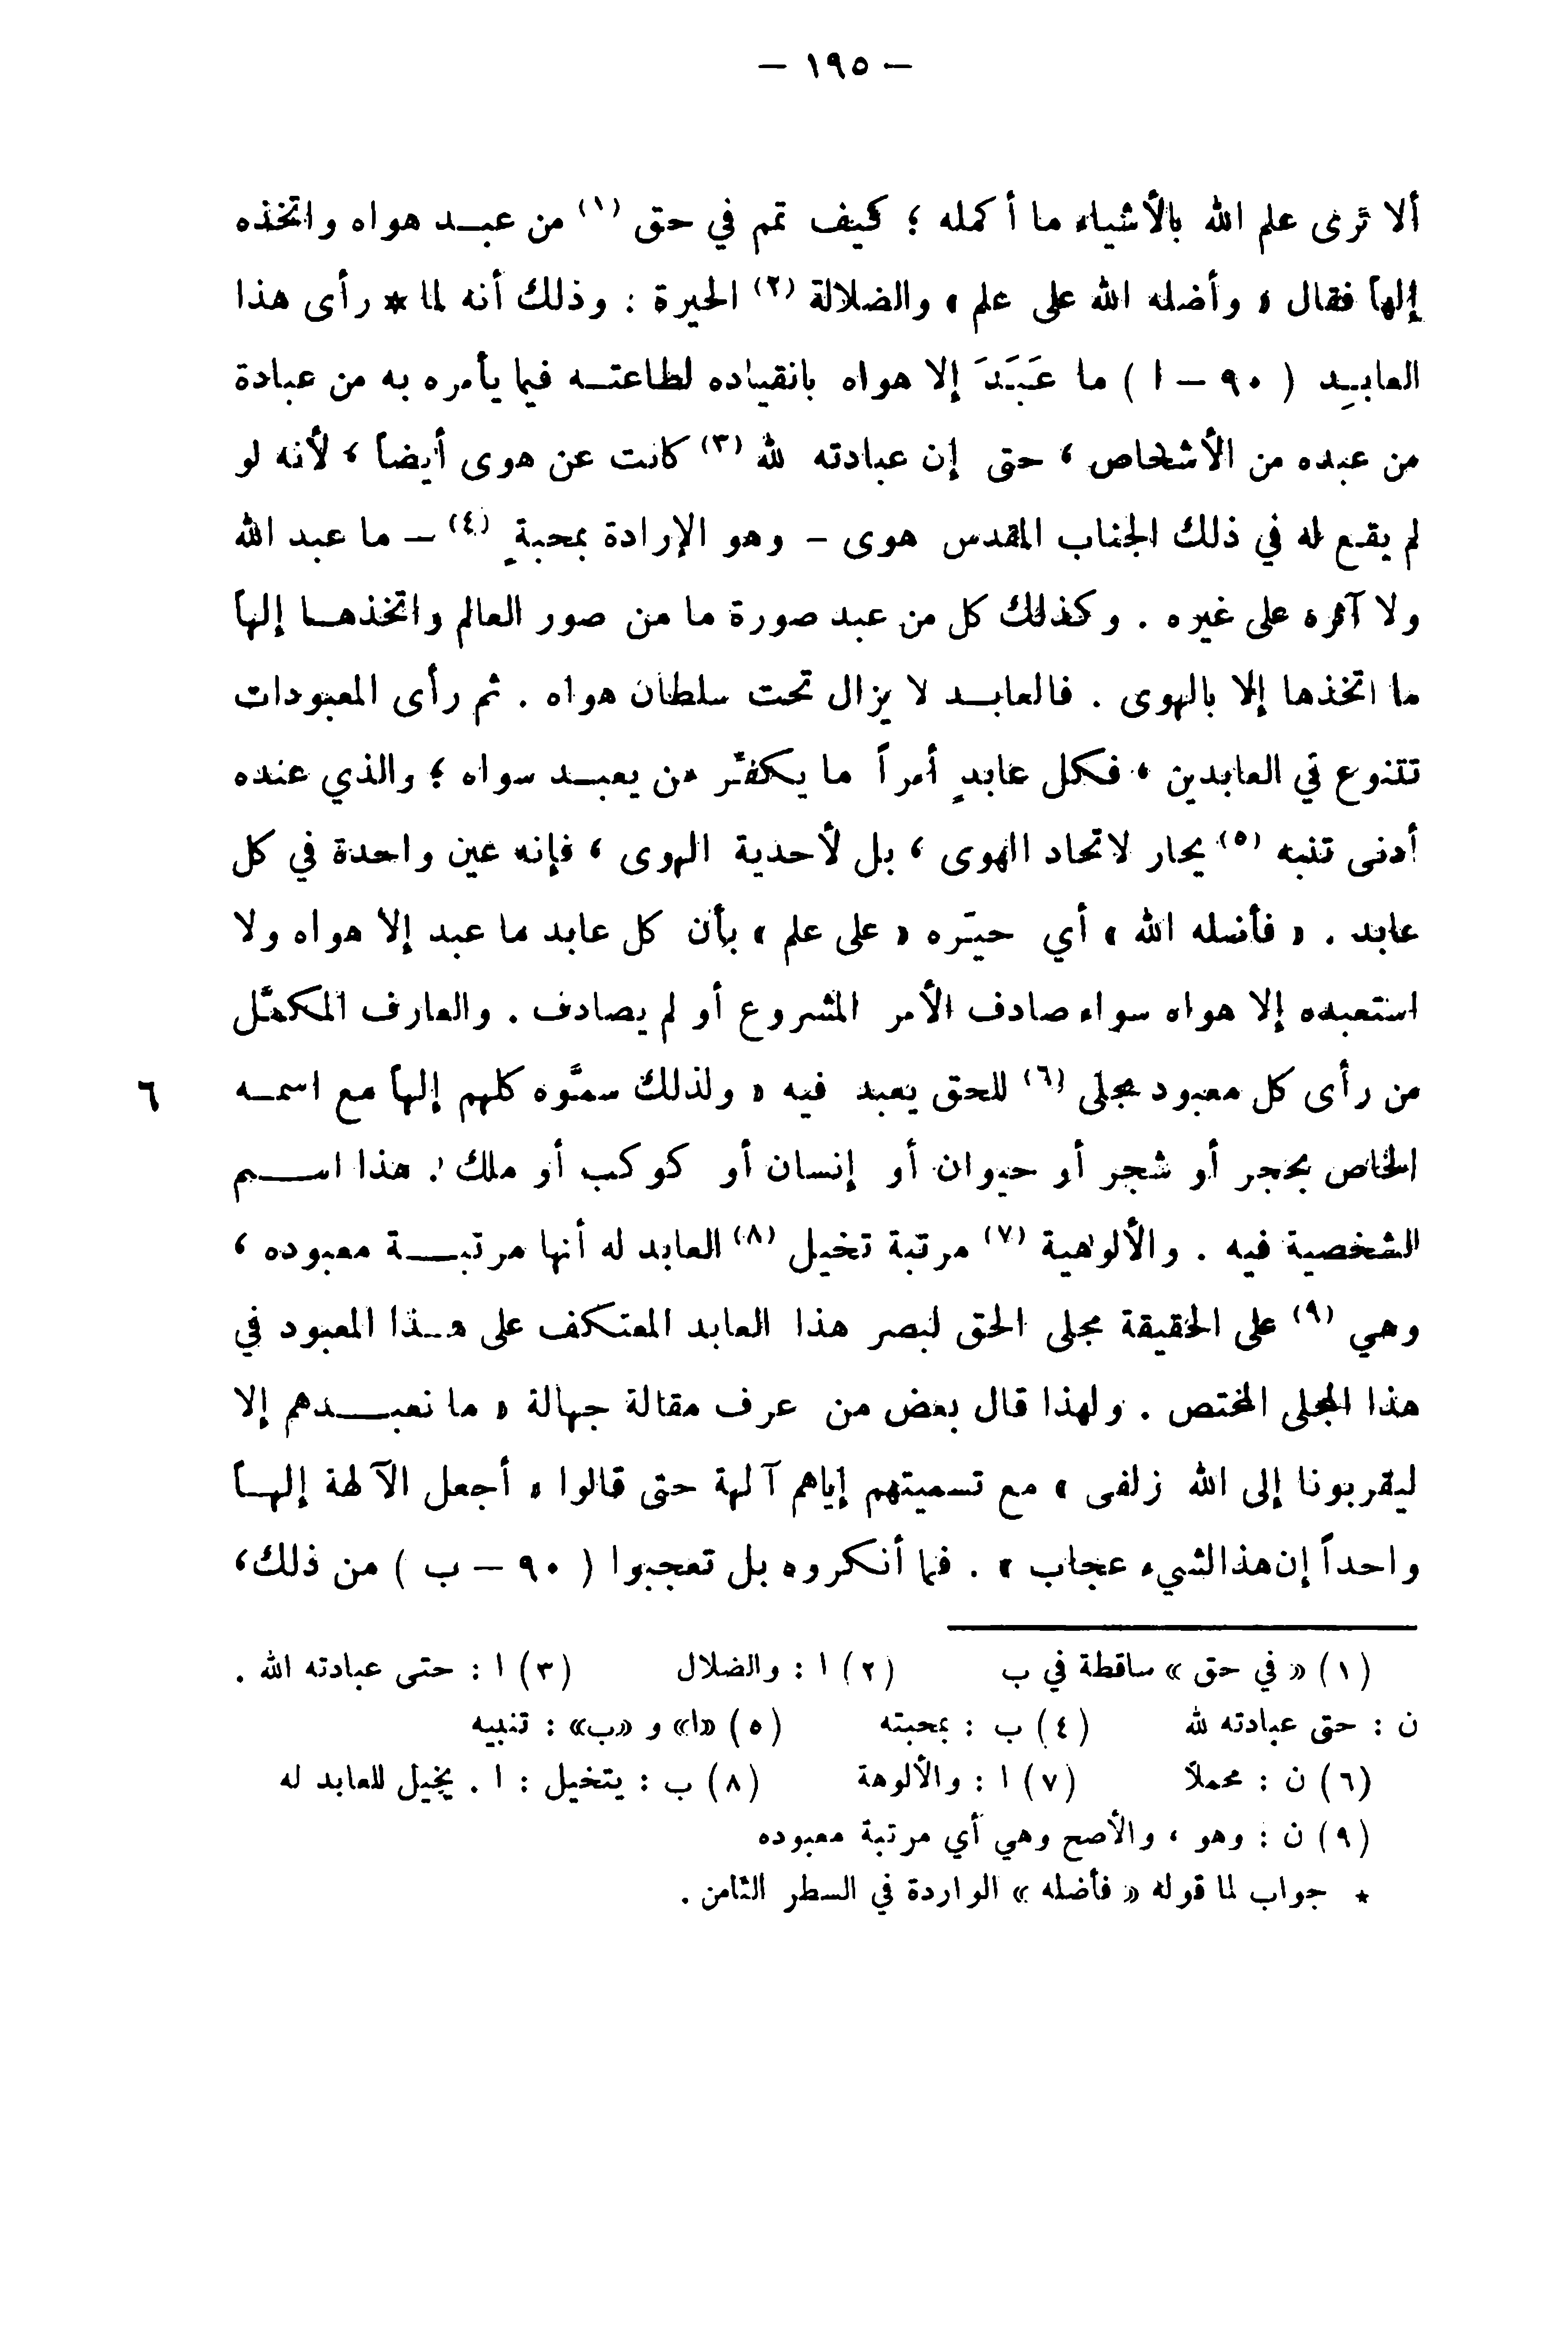 — ١٩٥ —
ألا ترى علم الله بالأشياء ما أكمله ؛ كيف تمم في حق (١) من عبد هواه واتخذه
إلهاً فقال « وأضله الله على علم » والضلالة (٢) الحيرة : وذلك أنه لما * رأى هذا
العابِد ( ٩٠ – ا ) ما عَبَدَ إلا هواه بانقياده لطاعته فيما يأمره به من عبادة
من عبده من الأشخاص ، حتى إن عبادته لله (٣) كانت عن هوى أيضاً ، لأنه لو
لم يقع له في ذلك الجناب المقدس هوى – وهو الإرادة بمحبةٍ (٤) – ما عبد الله
ولا آثره على غيره . وكذلك كل من عبد صورة ما من صور العالم واتخذها إلهاً
ما اتخذها إلا بالهوى . فالعابد لا يزال تحت سلطان هواه . ثم رأى المعبودات
تتنوع في العابدين ، فكل عابدٍ أمراً ما يكفِّر من يعبد سواه ؛ والذي عنده
أدنى تنبه (٥) يحار لاتحاد الهوى ، بل لأحدية الهوى ، فإنه عين واحدة في كل
عابد . « فأضله الله » أي حيّره « على علم » بأن كل عابد ما عبد إلا هواه ولا
استعبده إلا هواه سواء صادف الأمر المشروع أو لم يصادف . والعارف المكمَّل
من رأى كل معبود مجلى (٦) للحق يعبد فيه « ولذلك سمَّوه كلهم إلهاً مع اسمه ٦
الخاص بحجر أو شجر أو حيوان أو إنسان أو كوكب أو ملك . هذا اسم
الشخصية فيه . والألوهية (٧) مرتبة تخيل (٨) العابد له أنها مرتبة معبوده ،
وهي (٩) على الحقيقة مجلى الحق لبصر هذا العابد المعتكف على هذا المعبود في
هذا المجلى المختص . ولهذا قال بعض من عرف مقالة جهالة « ما نعبدهم إلا
ليقربونا إلى الله زلفى » مع تسميتهم إياهم آلهة حتى قالوا « أجعل الآلهة إلهاً
واحداً إن هذا الشيء عجاب » . فما أنكروه بل تعجبوا ( ٩٠ – ب ) من ذلك ،
(١) « في حق » ساقطة في ب (٢) ا : والضلال (٣) ا : حتى عبادته الله .
ن : حتى عبادته لله (٤) ب : بمحبته (٥) «ا» و «ب» : تنبيه
(٦) ن : محملاً (٧) ا : والألوهة (٨) ب : يتخيل : ا . يخيل للعابد له
(٩) ن : وهو ، والأصح وهي أي مرتبة معبوده
* جواب لما قوله « فأضله » الواردة في السطر الثامن .